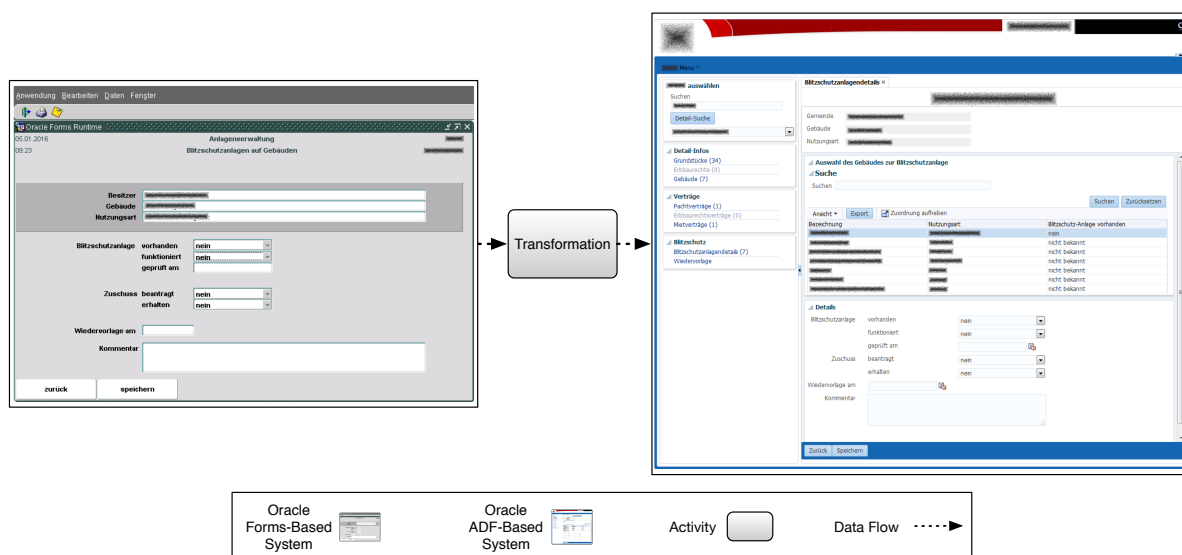 Anwendung Bearbeiten Daten Fenster
Oracle Forms Runtime
05.01.2016 Anlagenverwaltung
09:23 Blitzschutzanlagen auf Gebäuden
Besitzer
Gebäude
Nutzungsart
Blitzschutzanlage vorhanden nein
funktioniert nein
geprüft am
Zuschuss beantragt nein
erhalten nein
Wiedervorlage am
Kommentar
zurück speichern
Transformation
Menu
auswählen
Suchen
Detail-Suche
Detail-Infos
Grundstücke (34)
Erbbaurechte (0)
Gebäude (7)
Verträge
Pachtverträge (1)
Erbbaurechtsverträge (0)
Mietverträge (1)
Blitzschutz
Blitzschutzanlagendetails (7)
Wiedervorlage
Blitzschutzanlagendetails ×
Gemeinde
Gebäude
Nutzungsart
Auswahl des Gebäudes zur Blitzschutzanlage
Suche
Suchen
Suchen Zurücksetzen
Ansicht Export Zuordnung aufheben
Bezeichnung Nutzungsart Blitzschutz-Anlage vorhanden
nein
nicht bekannt
nicht bekannt
nicht bekannt
nicht bekannt
nicht bekannt
Details
Blitzschutzanlage vorhanden nein
funktioniert nein
geprüft am
Zuschuss beantragt nein
erhalten nein
Wiedervorlage am
Kommentar
Zurück Speichern
Oracle
Forms-Based
System
Oracle
ADF-Based
System
Activity
Data Flow